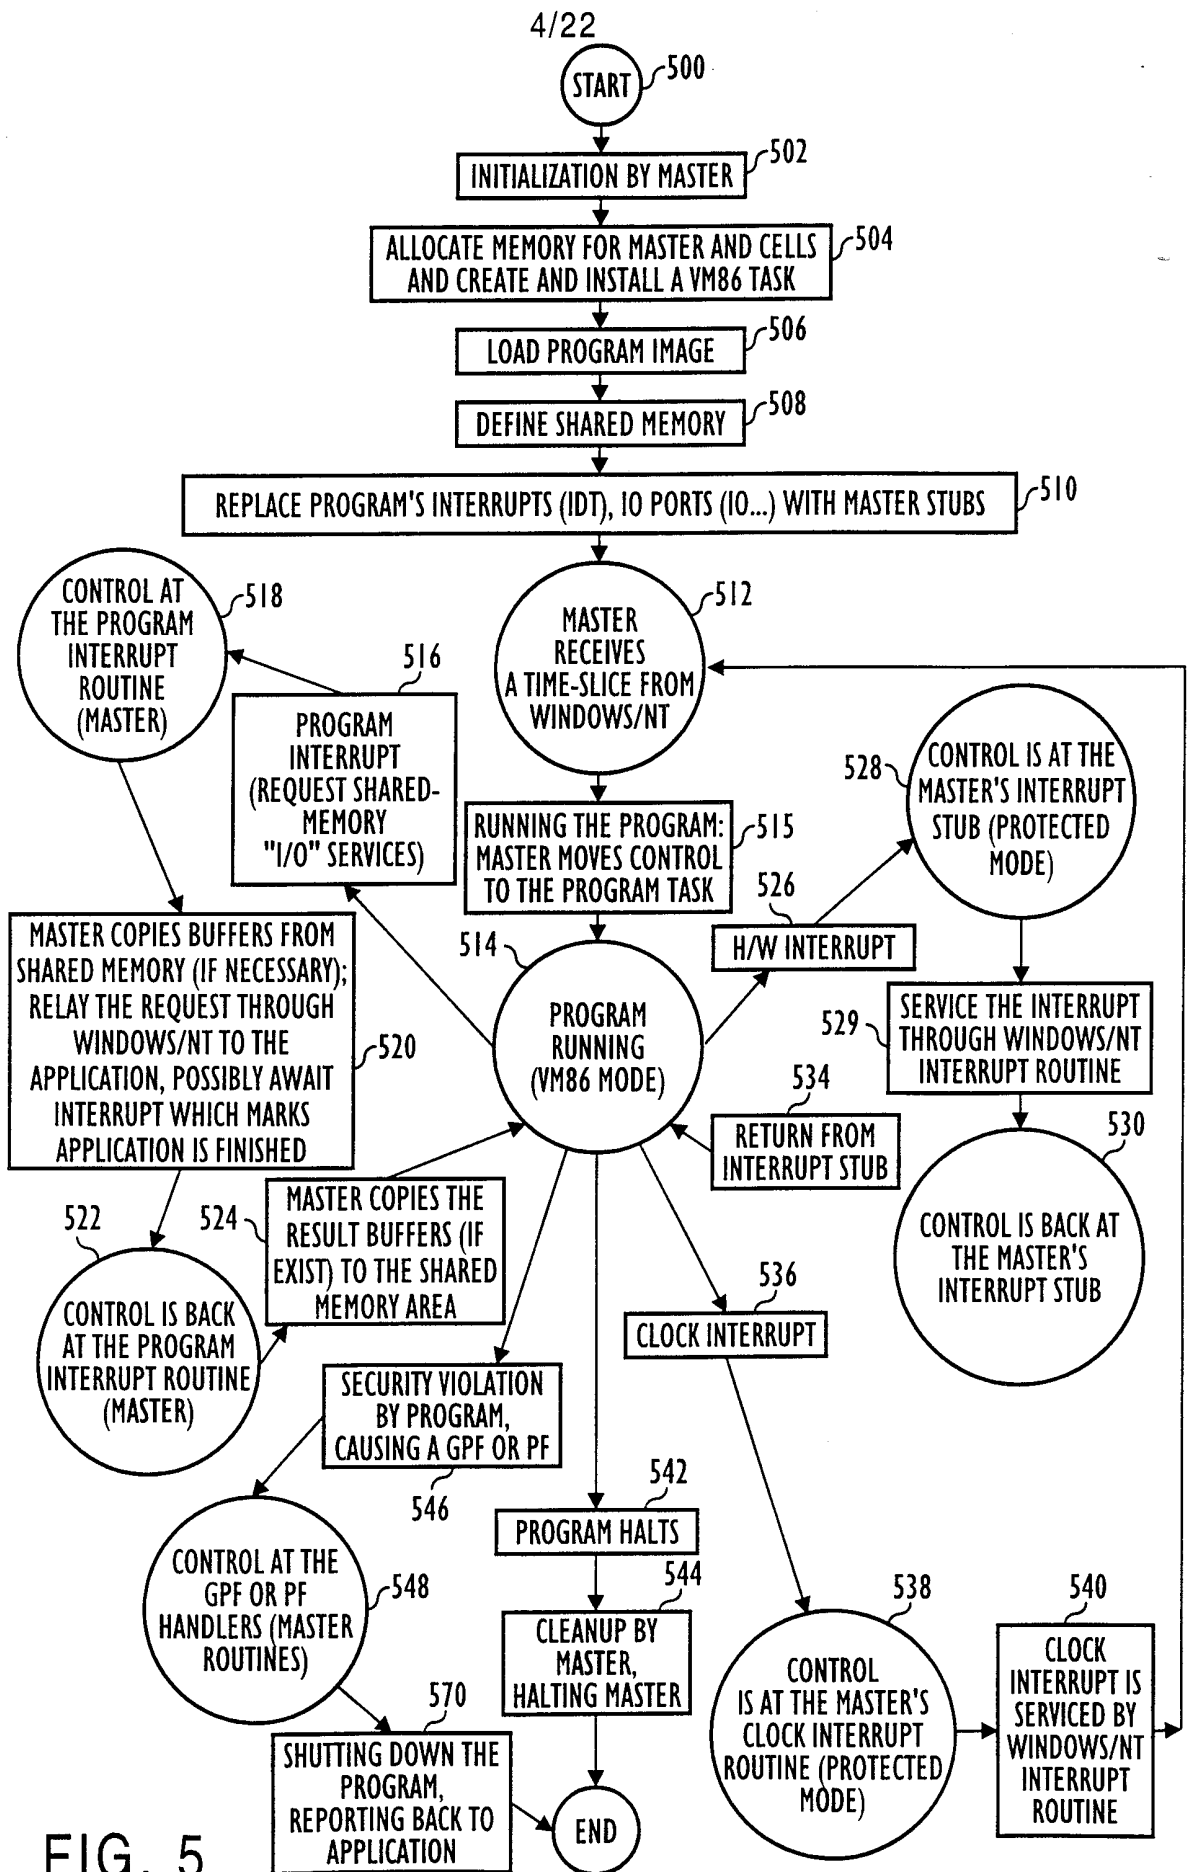 4/22
START
500
INITIALIZATION BY MASTER
502
ALLOCATE MEMORY FOR MASTER AND CELLS
AND CREATE AND INSTALL A VM86 TASK
504
LOAD PROGRAM IMAGE
506
DEFINE SHARED MEMORY
508
REPLACE PROGRAM'S INTERRUPTS (IDT), IO PORTS (IO...) WITH MASTER STUBS
510
CONTROL AT
THE PROGRAM
INTERRUPT
ROUTINE
(MASTER)
518
MASTER
RECEIVES
A TIME-SLICE FROM
WINDOWS/NT
512
516
PROGRAM
INTERRUPT
(REQUEST SHARED-
MEMORY
"I/O" SERVICES)
RUNNING THE PROGRAM:
MASTER MOVES CONTROL
TO THE PROGRAM TASK
515
528
CONTROL IS AT THE
MASTER'S INTERRUPT
STUB (PROTECTED
MODE)
526
H/W INTERRUPT
514
PROGRAM
RUNNING
(VM86 MODE)
MASTER COPIES BUFFERS FROM
SHARED MEMORY (IF NECESSARY);
RELAY THE REQUEST THROUGH
WINDOWS/NT TO THE
APPLICATION, POSSIBLY AWAIT
INTERRUPT WHICH MARKS
APPLICATION IS FINISHED
520
529
SERVICE THE INTERRUPT
THROUGH WINDOWS/NT
INTERRUPT ROUTINE
534
RETURN FROM
INTERRUPT STUB
530
CONTROL IS BACK AT
THE MASTER'S
INTERRUPT STUB
522
CONTROL IS BACK
AT THE PROGRAM
INTERRUPT ROUTINE
(MASTER)
524
MASTER COPIES THE
RESULT BUFFERS (IF
EXIST) TO THE SHARED
MEMORY AREA
536
CLOCK INTERRUPT
SECURITY VIOLATION
BY PROGRAM,
CAUSING A GPF OR PF
546
542
PROGRAM HALTS
CONTROL AT THE
GPF OR PF
HANDLERS (MASTER
ROUTINES)
548
544
CLEANUP BY
MASTER,
HALTING MASTER
538
CONTROL
IS AT THE MASTER'S
CLOCK INTERRUPT
ROUTINE (PROTECTED
MODE)
540
CLOCK
INTERRUPT IS
SERVICED BY
WINDOWS/NT
INTERRUPT
ROUTINE
570
SHUTTING DOWN THE
PROGRAM,
REPORTING BACK TO
APPLICATION
END
FIG. 5